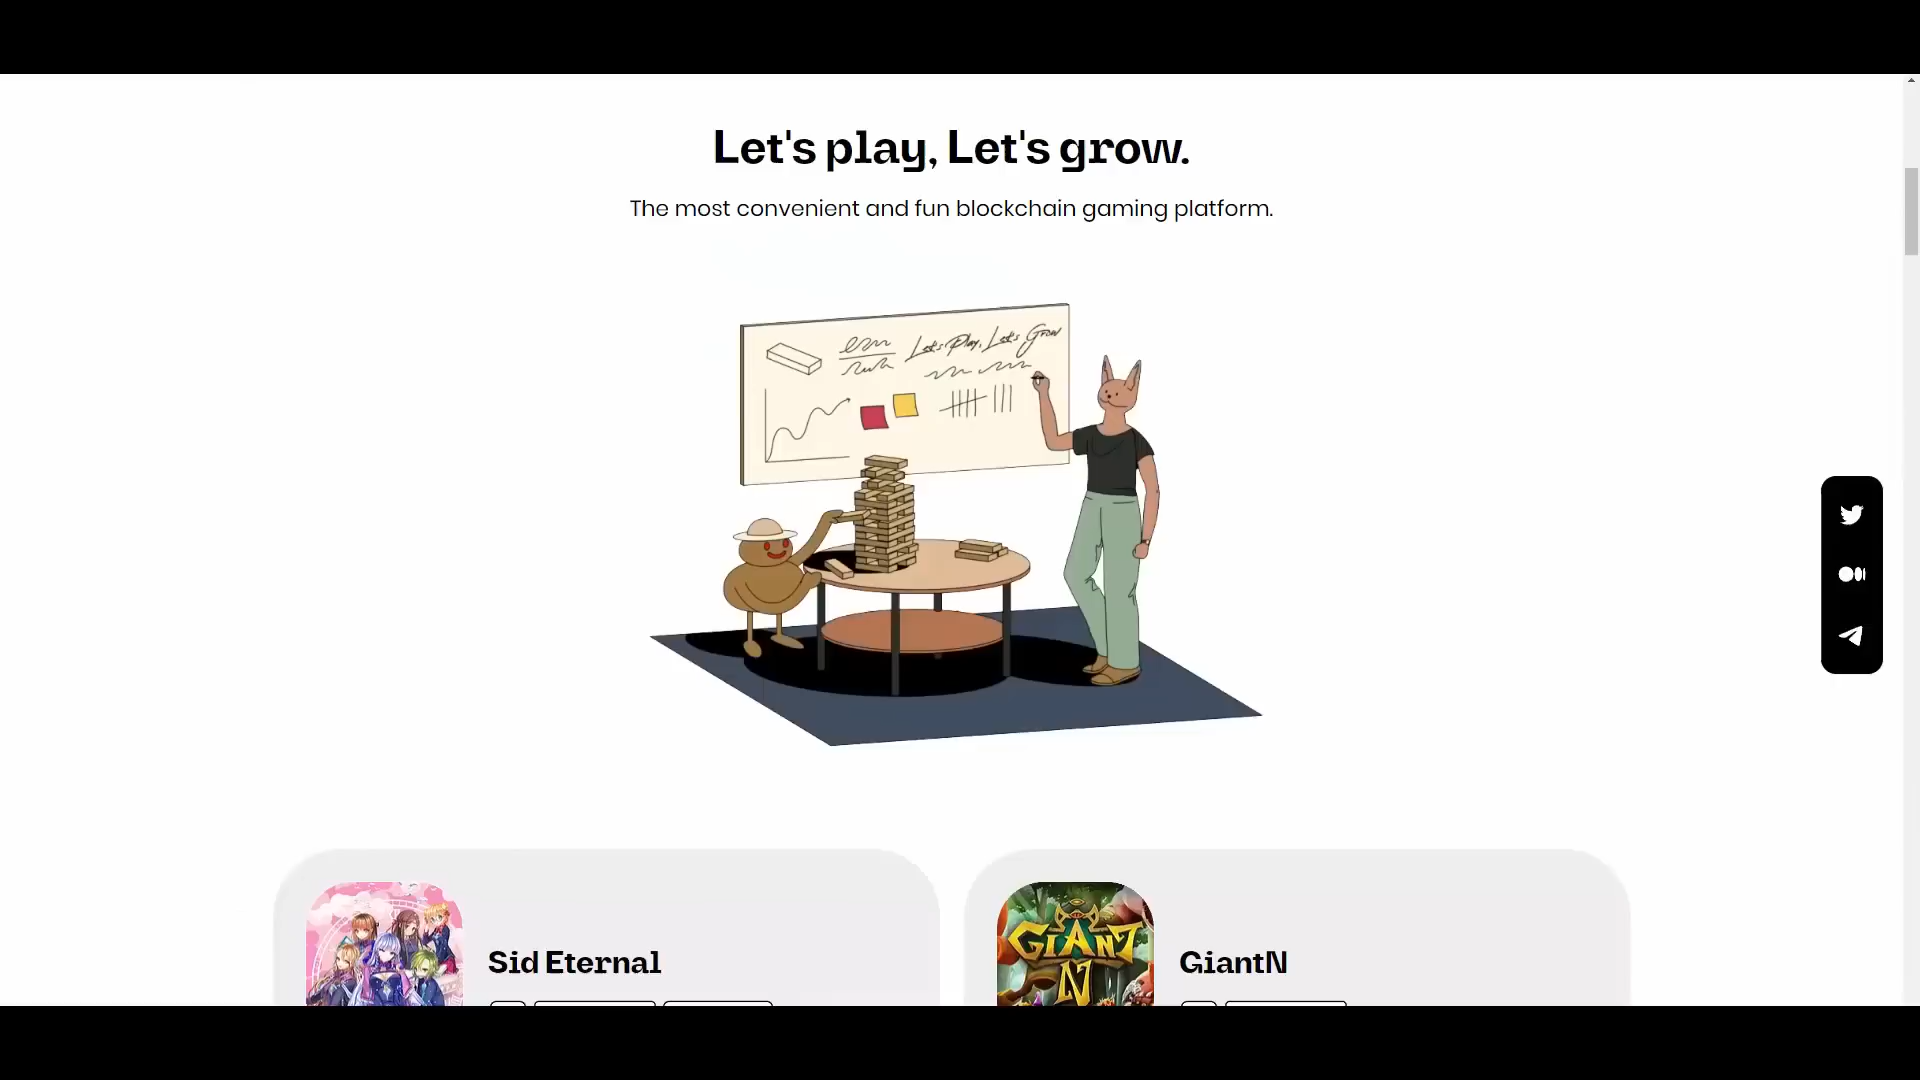 Let's play, Let's grow.
The most convenient and fun blockchain gaming platform.
Let's Play, Let's Grow
Sid Eternal
GIANT
N
GiantN